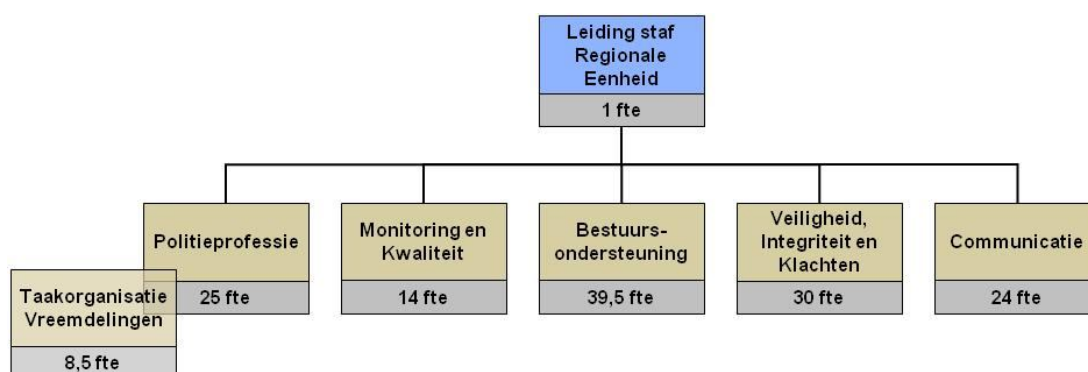 Leiding staf
Regionale
Eenheid
1 fte
Politieprofessie
25 fte
Monitoring en
Kwaliteit
14 fte
Bestuurs-
ondersteuning
39,5 fte
Veiligheid,
Integriteit en
Klachten
30 fte
Communicatie
24 fte
Taakorganisatie
Vreemdelingen
8,5 fte